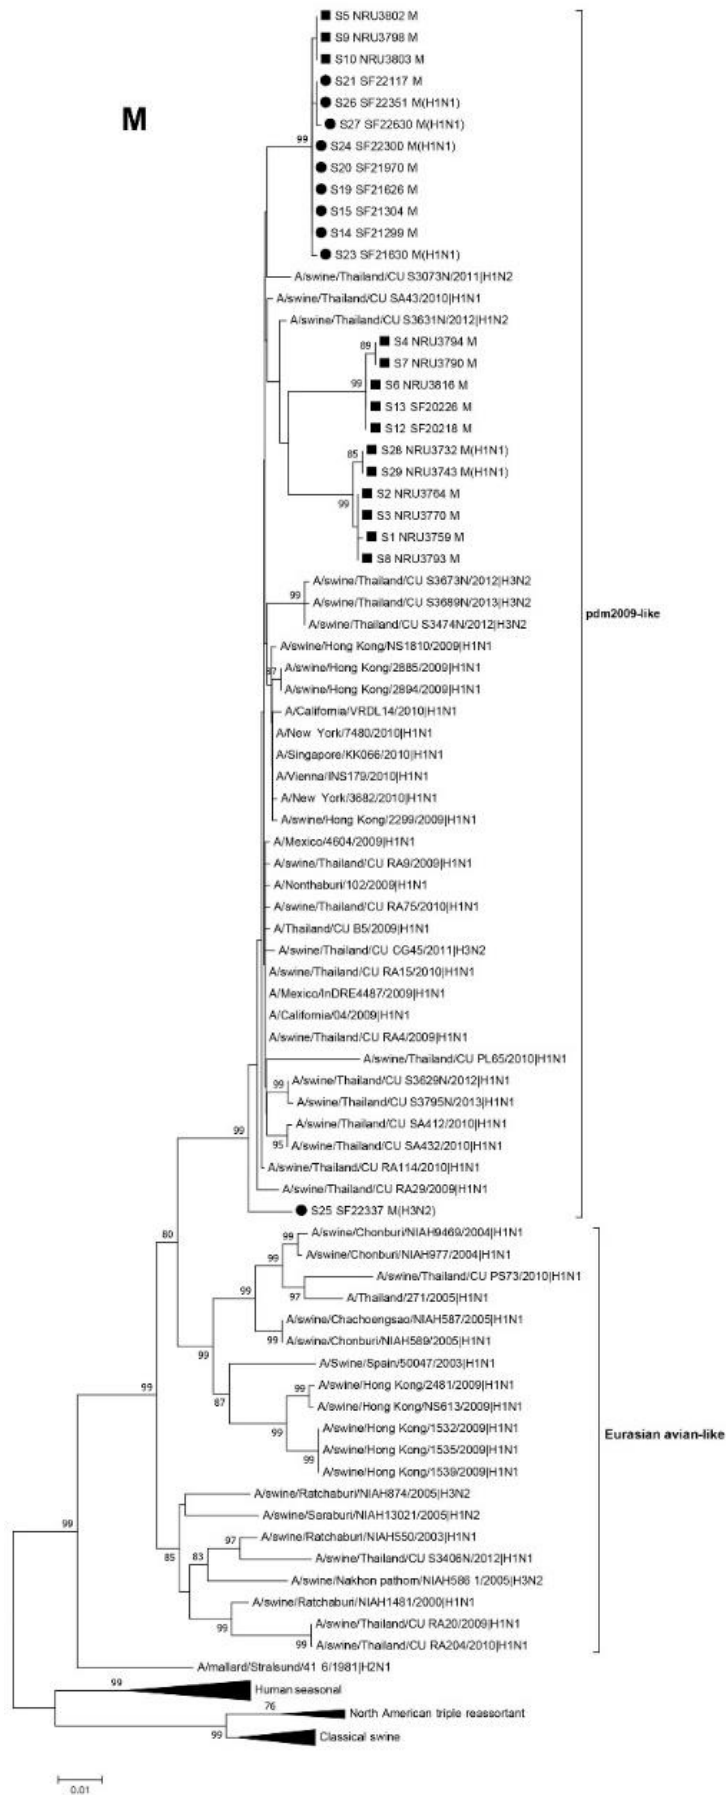 M
S5 NRU3802 M
S9 NRU3798 M
S10 NRU3803 M
S21 SF22117 M
S26 SF22351 M(H1N1)
S27 SF22630 M(H1N1)
99
S24 SF22300 M(H1N1)
S20 SF21970 M
S19 SF21626 M
S15 SF21304 M
S14 SF21299 M
S23 SF21630 M(H1N1)
A/swine/Thailand/CU S3073N/2011|H1N2
A/swine/Thailand/CU SA43/2010|H1N1
A/swine/Thailand/CU S3631N/2012|H1N2
89
S4 NRU3794 M
S7 NRU3790 M
99
S6 NRU3816 M
S13 SF20226 M
S12 SF20218 M
85
S28 NRU3732 M(H1N1)
S29 NRU3743 M(H1N1)
99
S2 NRU3764 M
S3 NRU3770 M
S1 NRU3759 M
S8 NRU3793 M
A/swine/Thailand/CU S3673N/2012|H3N2
99
A/swine/Thailand/CU S3689N/2013|H3N2
A/swine/Thailand/CU S3474N/2012|H3N2
pdm2009-like
A/swine/Hong Kong/NS1810/2009|H1N1
87
A/swine/Hong Kong/2885/2009|H1N1
A/swine/Hong Kong/2894/2009|H1N1
A/California/VRDL14/2010|H1N1
A/New York/7480/2010|H1N1
A/Singapore/KK066/2010|H1N1
A/Vienna/INS179/2010|H1N1
A/New York/3682/2010|H1N1
A/swine/Hong Kong/2299/2009|H1N1
A/Mexico/4604/2009|H1N1
A/swine/Thailand/CU RA9/2009|H1N1
A/Nonthaburi/102/2009|H1N1
A/swine/Thailand/CU RA75/2010|H1N1
A/Thailand/CU B5/2009|H1N1
A/swine/Thailand/CU CG45/2011|H3N2
A/swine/Thailand/CU RA15/2010|H1N1
A/Mexico/InDRE4487/2009|H1N1
A/California/04/2009|H1N1
A/swine/Thailand/CU RA4/2009|H1N1
A/swine/Thailand/CU PL65/2010|H1N1
99
A/swine/Thailand/CU S3629N/2012|H1N1
A/swine/Thailand/CU S3795N/2013|H1N1
99
A/swine/Thailand/CU SA412/2010|H1N1
95
A/swine/Thailand/CU SA432/2010|H1N1
A/swine/Thailand/CU RA114/2010|H1N1
A/swine/Thailand/CU RA29/2009|H1N1
S25 SF22337 M(H3N2)
80
99
A/swine/Chonburi/NIAH9469/2004|H1N1
A/swine/Chonburi/NIAH977/2004|H1N1
99
A/swine/Thailand/CU PS73/2010|H1N1
97
A/Thailand/271/2005|H1N1
99
A/swine/Chachoengsao/NIAH587/2005|H1N1
99
A/swine/Chonburi/NIAH589/2005|H1N1
99
A/Swine/Spain/50047/2003|H1N1
99
A/swine/Hong Kong/2481/2009|H1N1
99
87
A/swine/Hong Kong/NS613/2009|H1N1
99
A/swine/Hong Kong/1532/2009|H1N1
Eurasian avian-like
A/swine/Hong Kong/1535/2009|H1N1
99
A/swine/Hong Kong/1539/2009|H1N1
A/swine/Ratchaburi/NIAH874/2005|H3N2
A/swine/Saraburi/NIAH13021/2005|H1N2
99
97
A/swine/Ratchaburi/NIAH550/2003|H1N1
85
83
A/swine/Thailand/CU S3408N/2012|H1N1
A/swine/Nakhon pathom/NIAH586 1/2005|H3N2
A/swine/Ratchaburi/NIAH1481/2000|H1N1
99
A/swine/Thailand/CU RA20/2009|H1N1
99
A/swine/Thailand/CU RA204/2010|H1N1
A/mallard/Stralsund/41 6/1981|H2N1
99
Human seasonal
76
North American triple reassortant
99
Classical swine
0.01